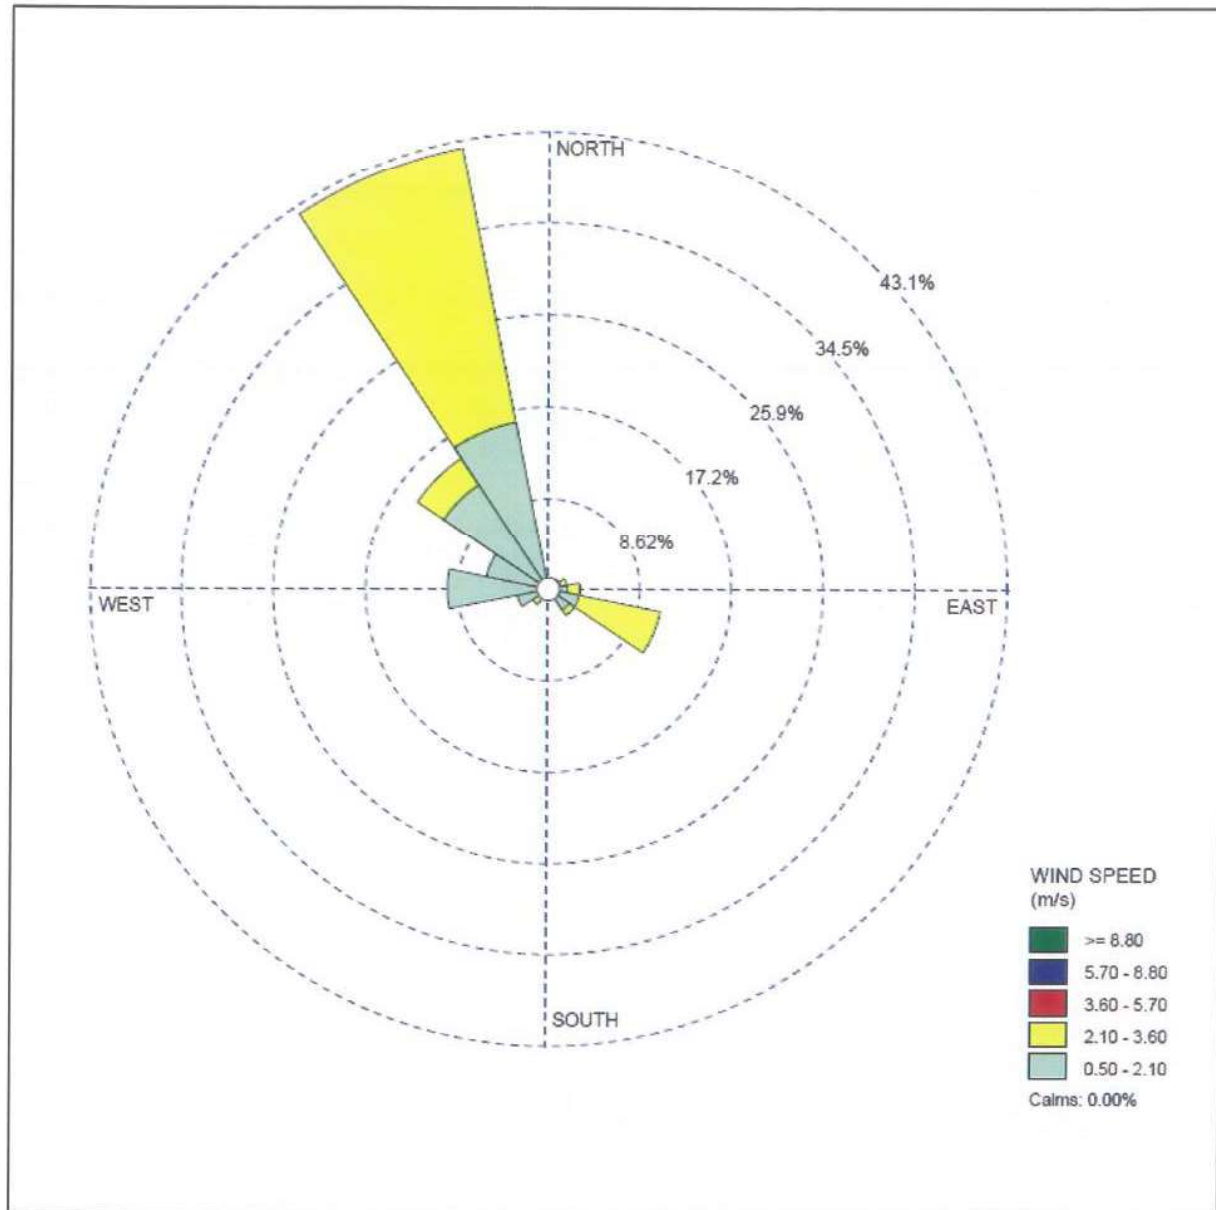 NORTH
43.1%
34.5%
25.9%
17.2%
8.62%
WEST
EAST
SOUTH
WIND SPEED
(m/s)
>= 8.80
5.70 - 8.80
3.60 - 5.70
2.10 - 3.60
0.50 - 2.10
Calms: 0.00%